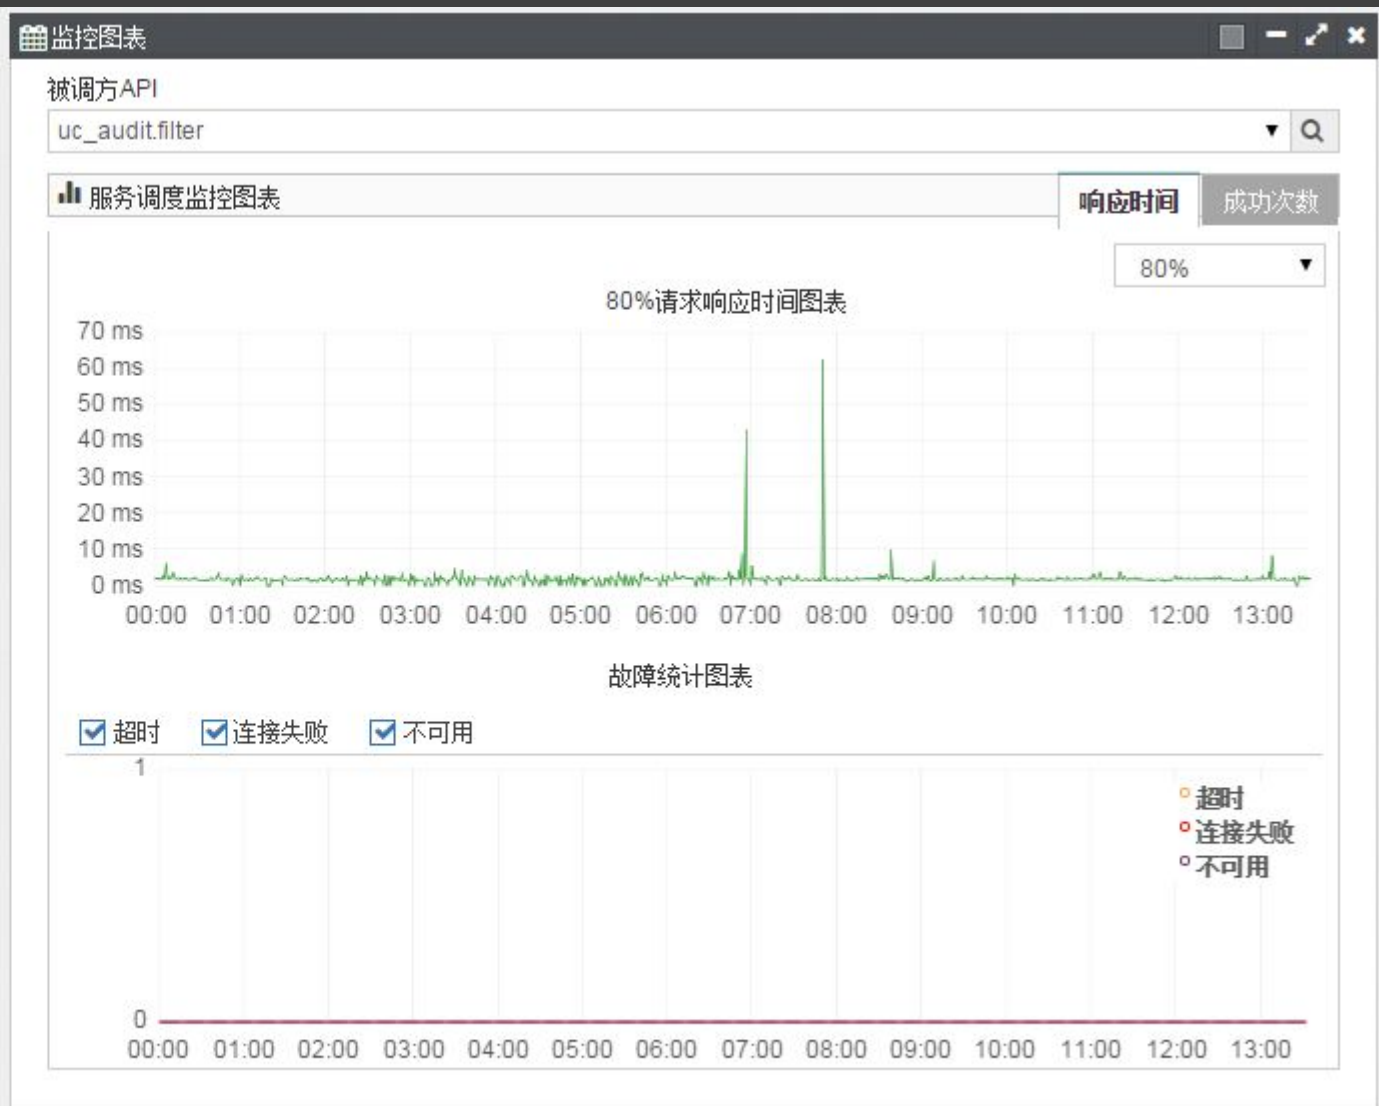 监控图表
被调方API
uc_audit.filter
服务调度监控图表
响应时间
成功次数
80%
80%请求响应时间图表
70 ms
60 ms
50 ms
40 ms
30 ms
20 ms
10 ms
0 ms
00:00 01:00 02:00 03:00 04:00 05:00 06:00 07:00 08:00 09:00 10:00 11:00 12:00 13:00
故障统计图表
超时 连接失败 不可用
1
超时
连接失败
不可用
0
00:00 01:00 02:00 03:00 04:00 05:00 06:00 07:00 08:00 09:00 10:00 11:00 12:00 13:00